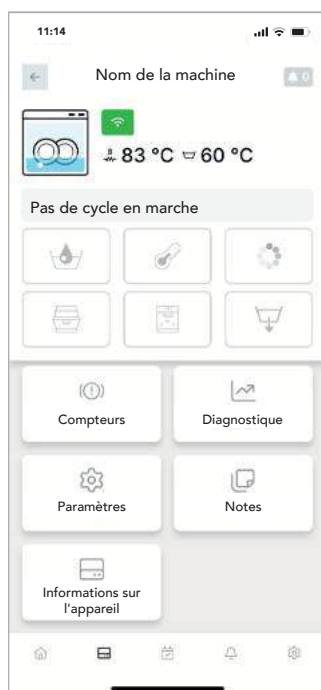 11:14
Nom de la machine
0
83 °C 60 °C
Pas de cycle en marche
Compteurs
Diagnostique
Paramètres
Notes
Informations sur
l'appareil